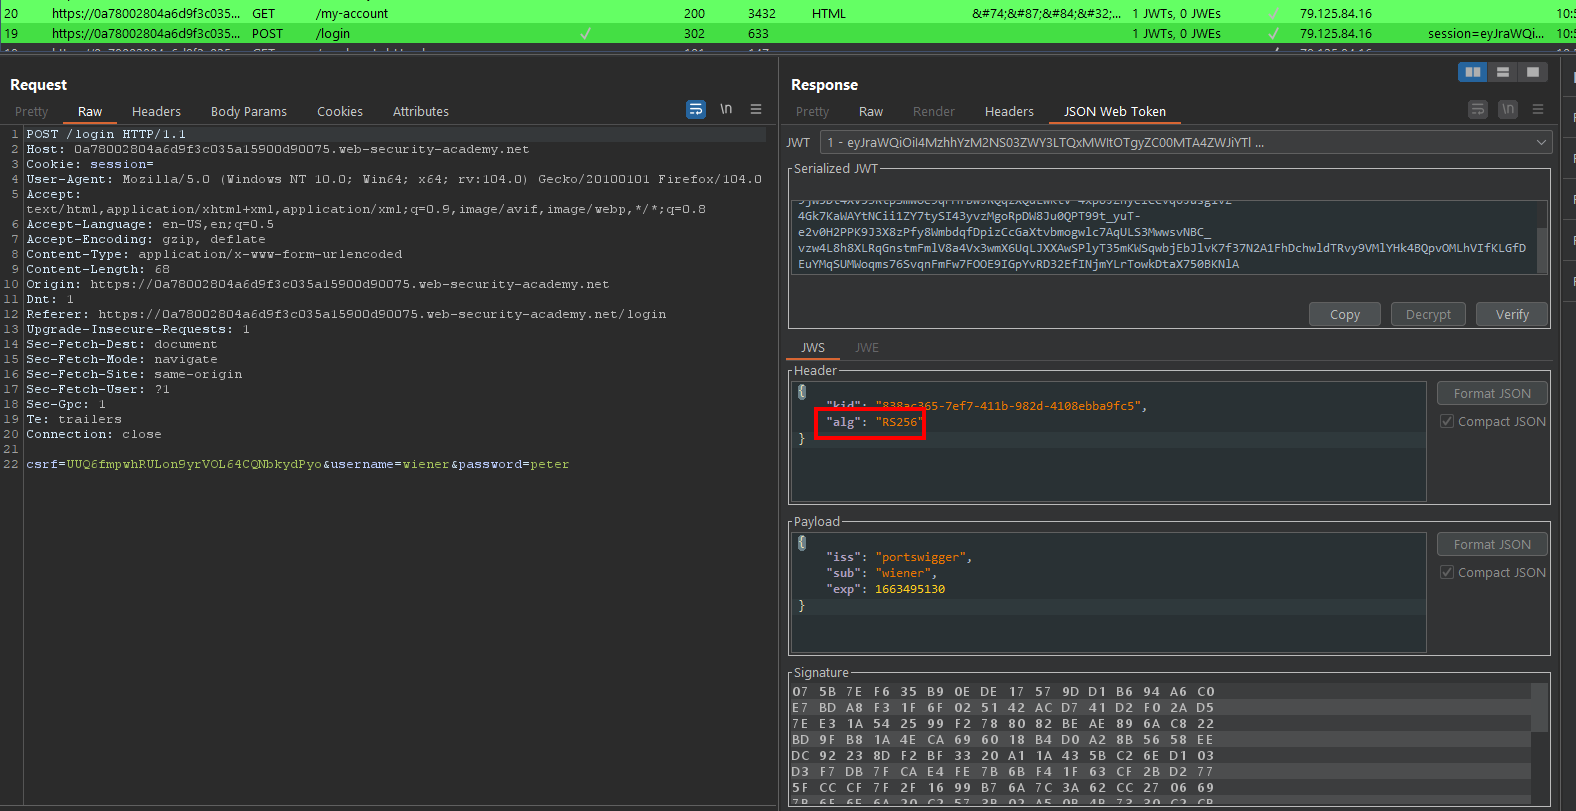 20 https://0a78002804a6d9f3c035... GET /my-account 200 3432 HTML &#74;&#87;&#84;&#32;... 1 JWTs, 0 JWEs 79.125.84.16 10:5
19 https://0a78002804a6d9f3c035... POST /login 302 633 1 JWTs, 0 JWEs 79.125.84.16 session=eyJraWQi... 10:5
Request
Pretty Raw Headers Body Params Cookies Attributes
\n
1 POST /login HTTP/1.1
2 Host: 0a78002804a6d9f3c035a15900d90075.web-security-academy.net
3 Cookie: session=
4 User-Agent: Mozilla/5.0 (Windows NT 10.0; Win64; x64; rv:104.0) Gecko/20100101 Firefox/104.0
5 Accept:
text/html,application/xhtml+xml,application/xml;q=0.9,image/avif,image/webp,*/*;q=0.8
6 Accept-Language: en-US,en;q=0.5
7 Accept-Encoding: gzip, deflate
8 Content-Type: application/x-www-form-urlencoded
9 Content-Length: 68
10 Origin: https://0a78002804a6d9f3c035a15900d90075.web-security-academy.net
11 Dnt: 1
12 Referer: https://0a78002804a6d9f3c035a15900d90075.web-security-academy.net/login
13 Upgrade-Insecure-Requests: 1
14 Sec-Fetch-Dest: document
15 Sec-Fetch-Mode: navigate
16 Sec-Fetch-Site: same-origin
17 Sec-Fetch-User: ?1
18 Sec-Gpc: 1
19 Te: trailers
20 Connection: close
21
22 csrf=UUQ6fmpwhRULon9yrVOL64CQNbkydPyo&username=wiener&password=peter
Response
Pretty Raw Render Headers JSON Web Token
\n
JWT 1 - eyJraWQiOiI4MzhhYzM2NS03ZWY3LTQxMWItOTgyZC00MTA4ZWJiYTl ...
Serialized JWT
4Gk7KaWAYtNCii1ZY7tySI43yvzMgoRpDW8Ju0QPT99t_yuT-
e2v0H2PPK9J3X8zPfy8WmbdqfDpizCcGaXtvbmogwlc7AqULS3MwwsvNBC_
vzw4L8h8XLRqGnstmFmlV8a4Vx3wmX6UqLJXXAwSPlyT35mKWSqwbjEbJlvK7f37N2A1FhDchwldTRvy9VMlYHk4BQpvOMLhVIfKLGfD
EuYMqSUMWoqms76SvqnFmFw7FOOE9IGpYvRD32EfINjmYLrTowkDtaX750BKNlA
Copy Decrypt Verify
JWS JWE
Header
{
"kid": "838ac365-7ef7-411b-982d-4108ebba9fc5",
"alg": "RS256"
}
Format JSON
Compact JSON
Payload
{
"iss": "portswigger",
"sub": "wiener",
"exp": 1663495130
}
Format JSON
Compact JSON
Signature
07 5B 7E F6 35 B9 0E DE 17 57 9D D1 B6 94 A6 C0
E7 BD A8 F3 1F 6F 02 51 42 AC D7 41 D2 F0 2A D5
7E E3 1A 54 25 99 F2 78 80 82 BE AE 89 6A C8 22
BD 9F B8 1A 4E CA 69 60 18 B4 D0 A2 8B 56 58 EE
DC 92 23 8D F2 BF 33 20 A1 1A 43 5B C2 6E D1 03
D3 F7 DB 7F CA E4 FE 7B 6B F4 1F 63 CF 2B D2 77
5F CC CF 7F 2F 16 99 B7 6A 7C 3A 62 CC 27 06 69